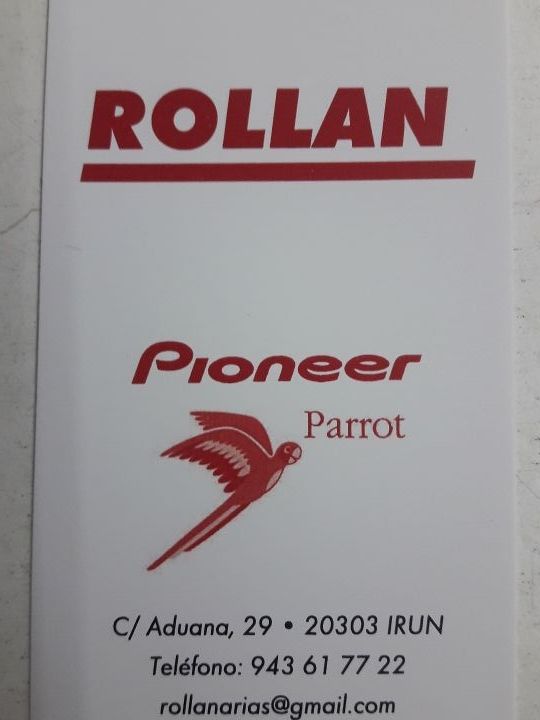 ROLLAN
Pioneer
Parrot
C/ Aduana, 29 • 20303 IRUN
Teléfono: 943 61 77 22
rollanarias@gmail.com